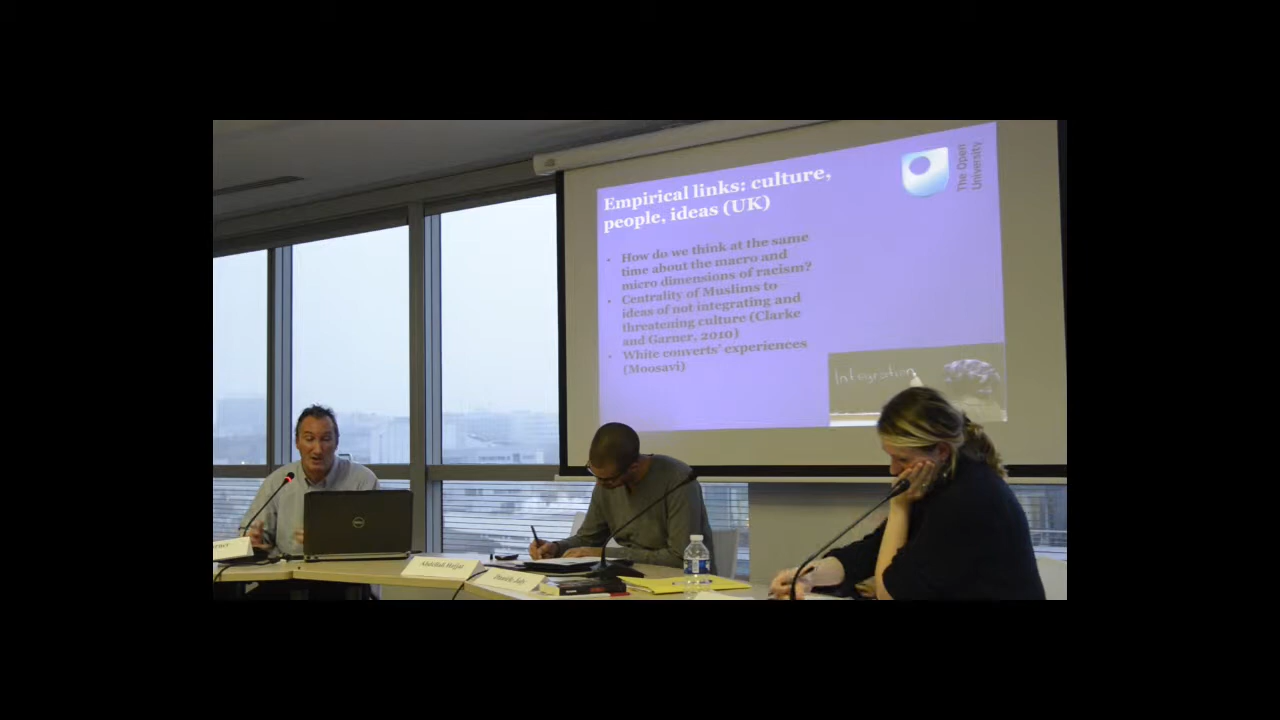 Empirical links: culture,
people, ideas (UK)
The Open
University
• How do we think at the same
time about the macro and
micro dimensions of racism?
• Centrality of Muslims to
ideas of not integrating and
threatening culture (Clarke
and Garner, 2010)
• White converts' experiences
(Moosavi)
Integration
DELL